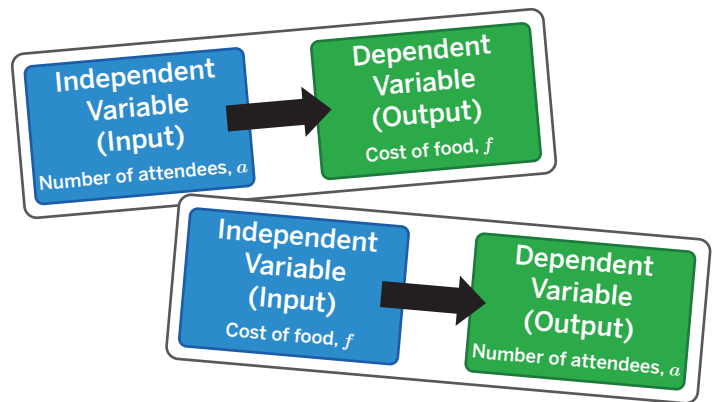 Independent
Variable
(Input)
Number of attendees, a
Dependent
Variable
(Output)
Cost of food, f
Independent
Variable
(Input)
Cost of food, f
Dependent
Variable
(Output)
Number of attendees, a